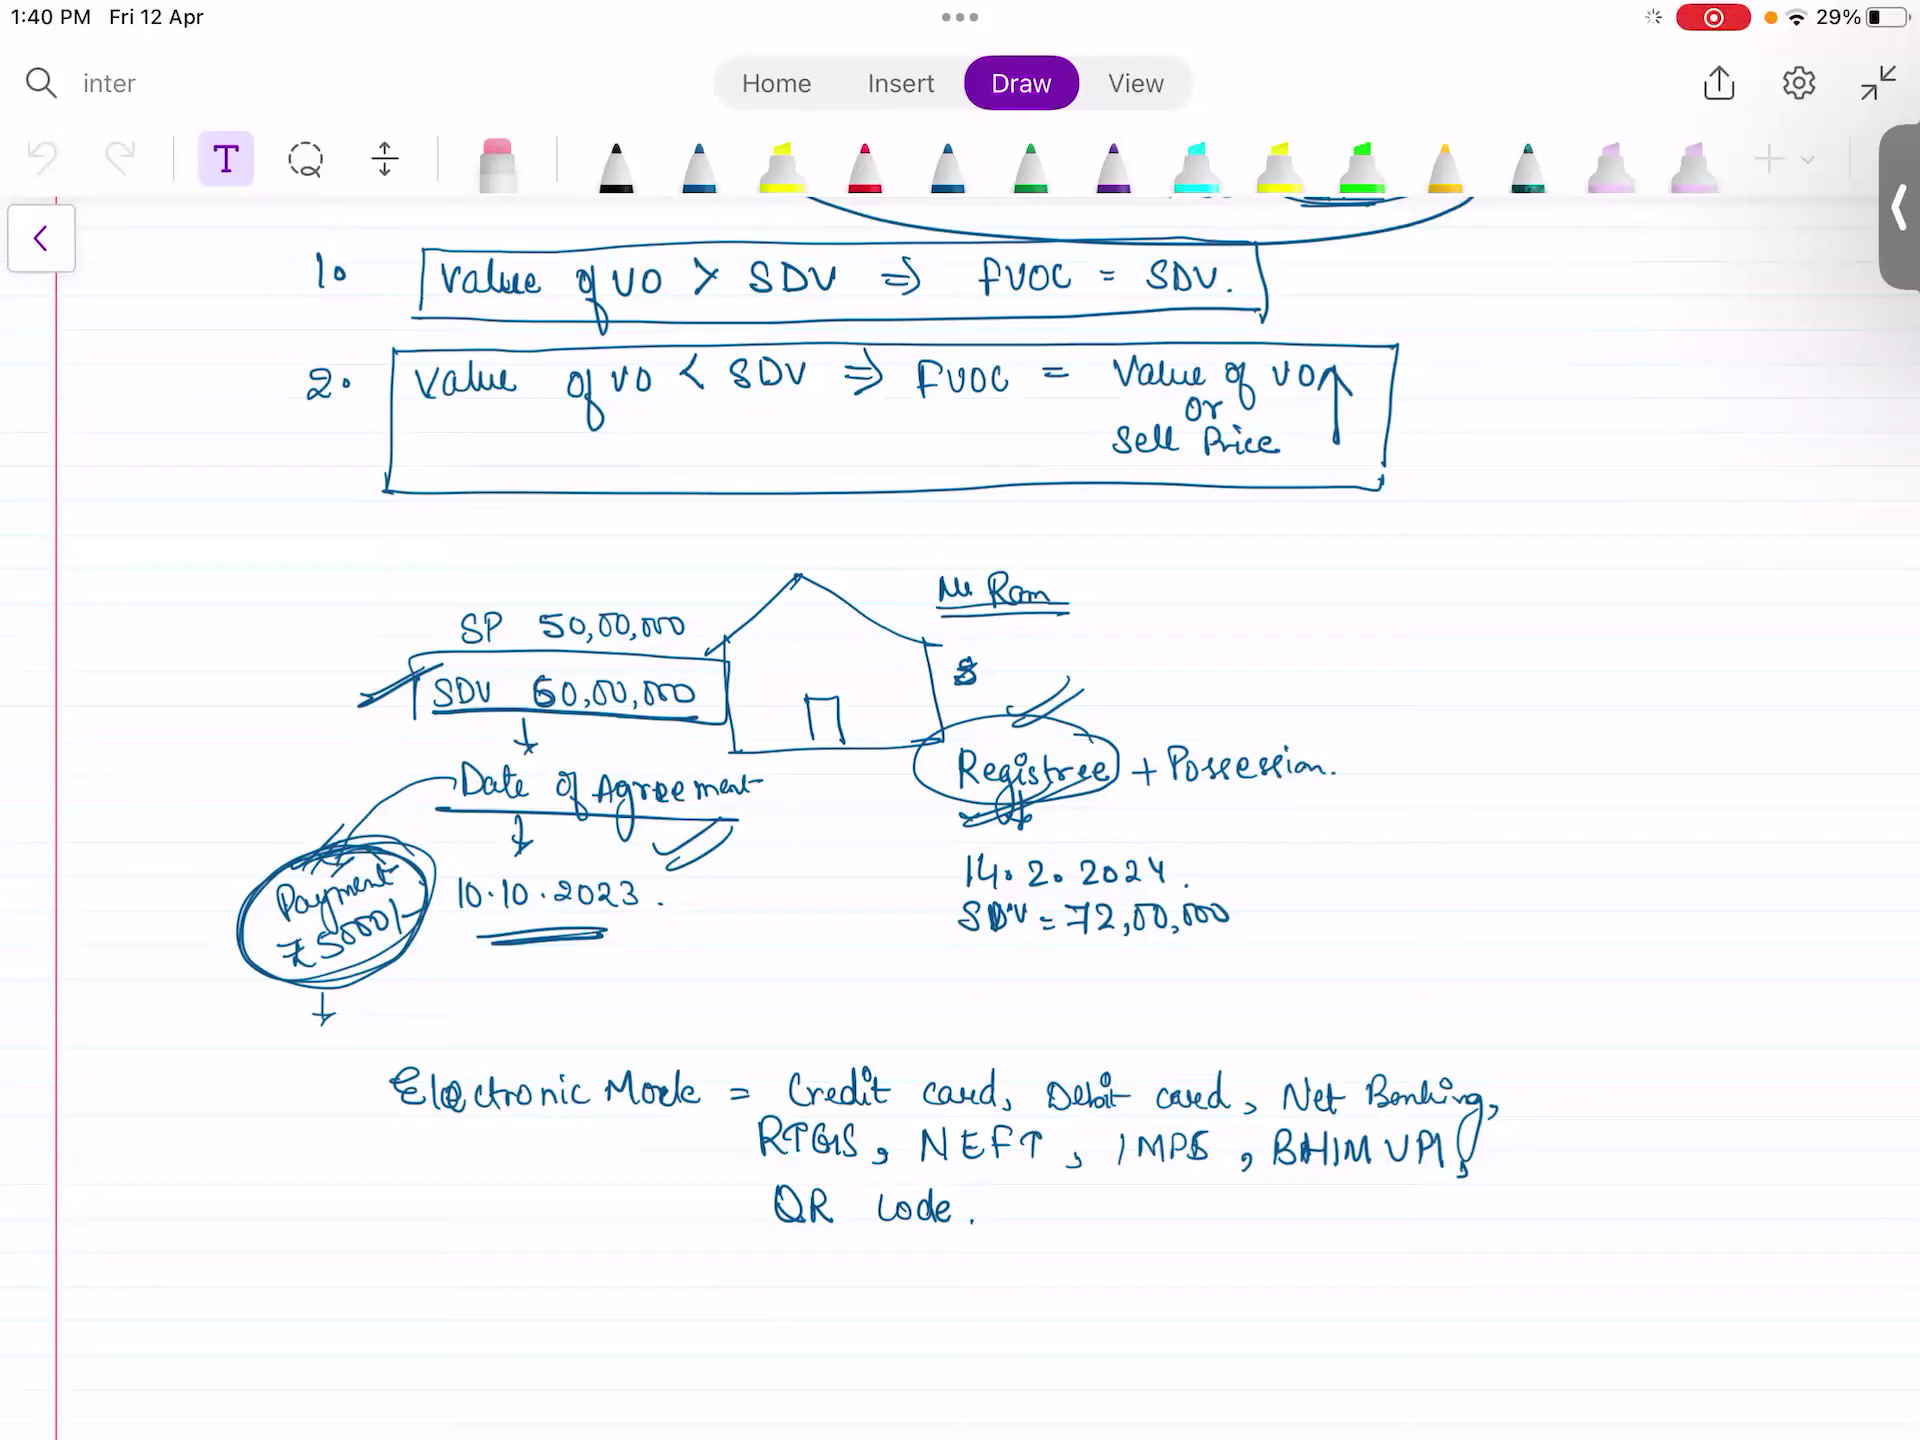 1:40 PM Fri 12 Apr
29%
inter
Home Insert Draw View
T
1. Value of VO > SDV ⇒ FVOC = SDV.
2. Value of VO < SDV ⇒ FVOC = Value of VO
or
Sell Price
Mr Ram
SP 50,00,000
SDV 60,00,000
Registree + Possession.
Date of Agreement
14.2.2024.
Payment
10.10.2023.
SDV = 72,00,000
₹5000/-
Electronic Mode = Credit card, Debit card, Net Banking,
RTGS, NEFT, IMPS, BHIM UPI,
QR Code.